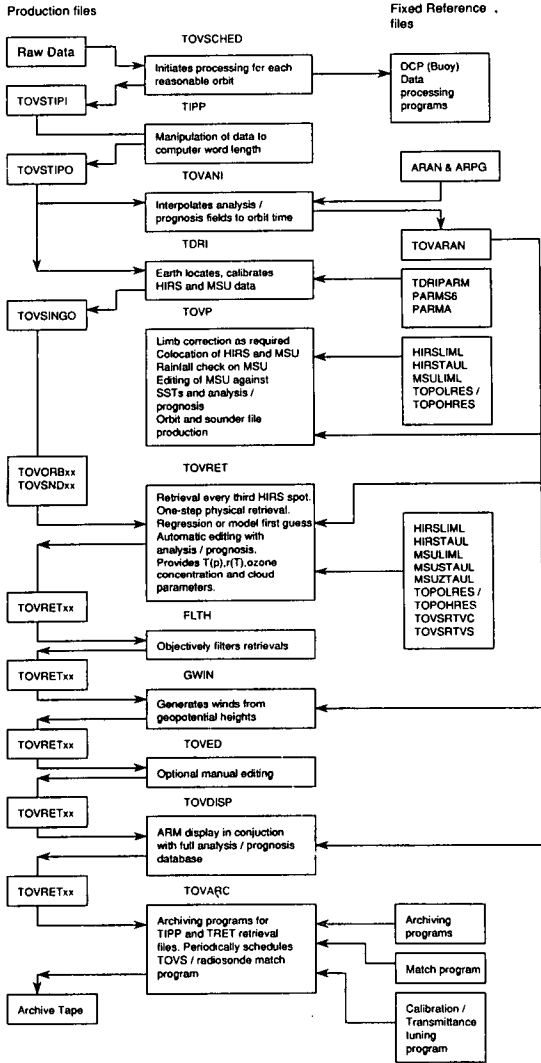 Production files
Fixed Reference
files
TOVSCHED
Raw Data
Initiates processing for each
reasonable orbit
DCP (Buoy)
Data
processing
programs
TOVSTIPI
TIPP
Manipulation of data to
computer word length
TOVSTIPO
TOVANI
ARAN & ARPG
Interpolates analysis /
prognosis fields to orbit time
TOVARAN
TDRI
Earth locates, calibrates
HIRS and MSU data
TDRIPARM
PARMS6
PARMA
TOVSINGO
TOVP
Limb correction as required
Colocation of HIRS and MSU
Rainfall check on MSU
Editing of MSU against
SSTs and analysis /
prognosis
Orbit and sounder file
production
HIRSLIML
HIRSTAUL
MSULIML
TOPOLRES /
TOPOHRES
TOVORBxx
TOVSNDxx
TOVRET
Retrieval every third HIRS spot.
One-step physical retrieval.
Regression or model first guess
Automatic editing with
analysis / prognosis.
Provides T(p),r(T),ozone
concentration and cloud
parameters.
HIRSLIML
HIRSTAUL
MSULIML
MSUSTAUL
MSUZTAUL
TOPOLRES /
TOPOHRES
TOVSRTVC
TOVSRTVS
TOVRETxx
FLTH
Objectively filters retrievals
TOVRETxx
GWIN
Generates winds from
geopotential heights
TOVRETxx
TOVED
Optional manual editing
TOVRETxx
TOVDISP
ARM display in conjuction
with full analysis / prognosis
database
TOVRETxx
TOVARC
Archiving programs for
TIPP and TRET retrieval
files. Periodically schedules
TOVS / radiosonde match
program
Archiving
programs
Match program
Archive Tape
Calibration /
Transmittance
tuning
program